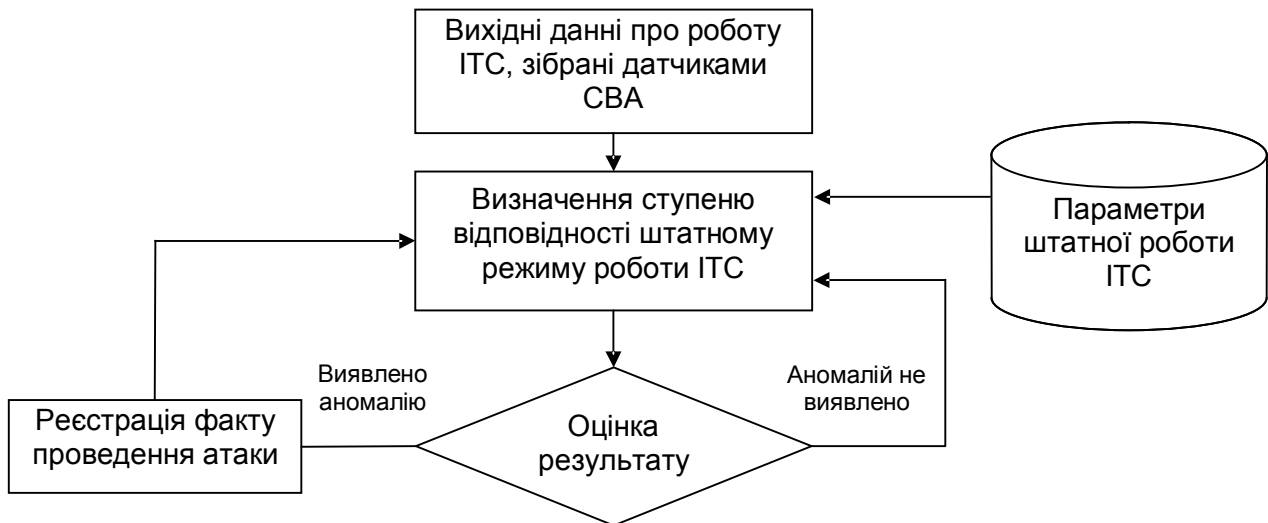 Вихідні данні про роботу
ІТС, зібрані датчиками
СВА
Визначення ступеню
відповідності штатному
режиму роботи ІТС
Параметри
штатної роботи
ІТС
Виявлено
аномалію
Аномалій не
виявлено
Реєстрація факту
проведення атаки
Оцінка
результату